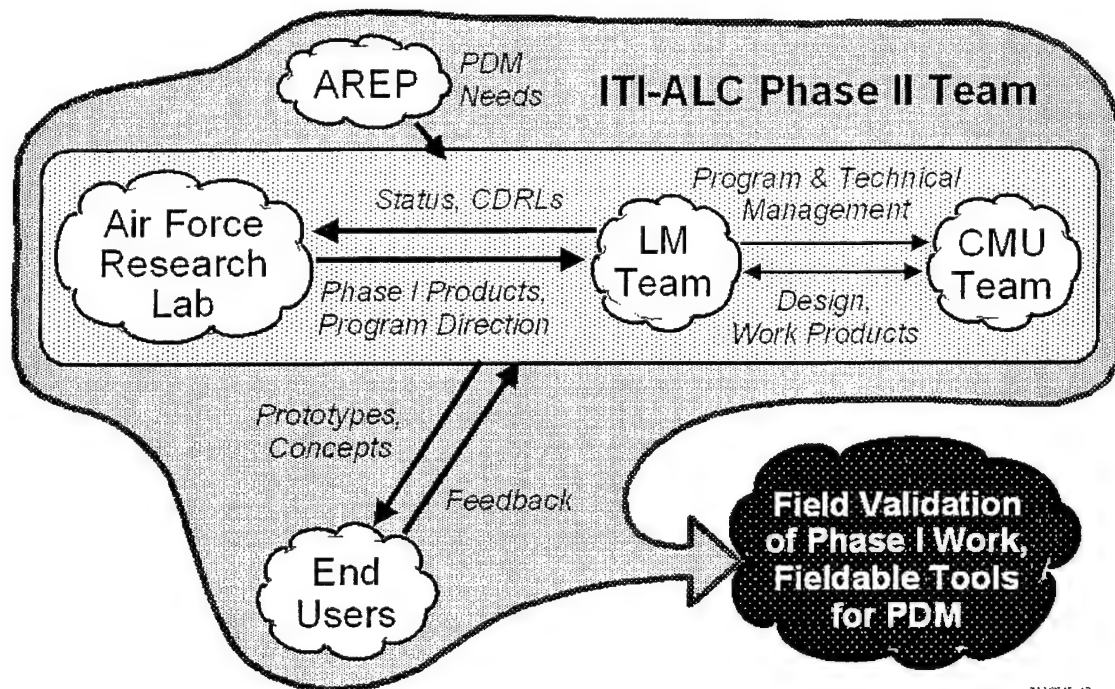 AREP
PDM
Needs
ITI-ALC Phase II Team
Air Force
Research
Lab
Status, CDRLs
Phase I Products,
Program Direction
LM
Team
Program & Technical
Management
Design,
Work Products
CMU
Team
Prototypes,
Concepts
Feedback
End
Users
Field Validation
of Phase I Work,
Fieldable Tools
for PDM